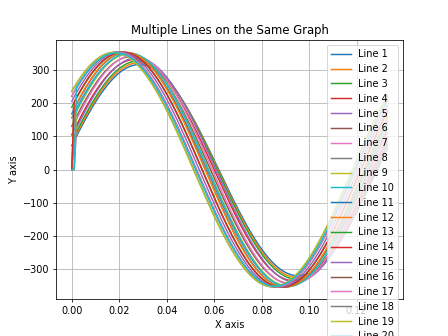 Multiple Lines on the Same Graph
Y axis
300
200
100
0
−100
−200
−300
0.00
0.02
0.04
0.06
0.08
0.10
X axis
Line 1
Line 2
Line 3
Line 4
Line 5
Line 6
Line 7
Line 8
Line 9
Line 10
Line 11
Line 12
Line 13
Line 14
Line 15
Line 16
Line 17
Line 18
Line 19
Line 20